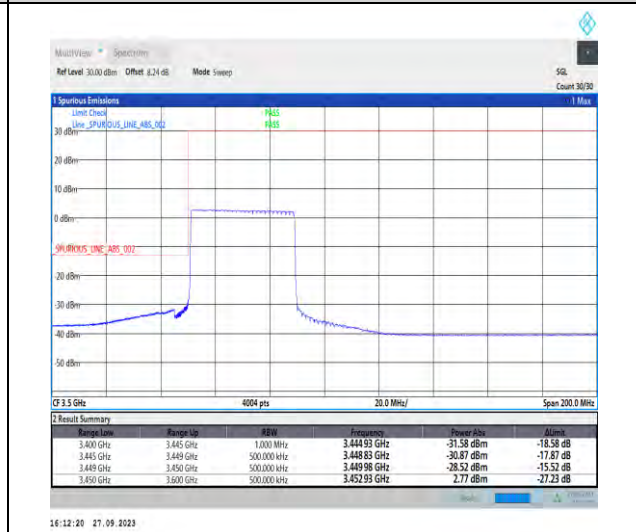 MultiView Spectrum
Ref Level 30.00 dBm Offset 8.24 dB Mode Sweep SGL
Count 30/30
1 Spurious Emissions 1 Max
Limit Check PASS
Line _SPURIOUS_LINE_ABS_002 PASS
30 dBm
20 dBm
10 dBm
0 dBm
_SPURIOUS_LINE_ABS_002
-20 dBm
-30 dBm
-40 dBm
-50 dBm
CF 3.5 GHz 4004 pts 20.0 MHz/ Span 200.0 MHz
2 Result Summary
Range Low Range Up RBW Frequency Power Abs ΔLimit
3.400 GHz 3.445 GHz 1.000 MHz 3.444 93 GHz -31.58 dBm -18.58 dB
3.445 GHz 3.449 GHz 500.000 kHz 3.448 83 GHz -30.87 dBm -17.87 dB
3.449 GHz 3.450 GHz 500.000 kHz 3.449 98 GHz -28.52 dBm -15.52 dB
3.450 GHz 3.600 GHz 500.000 kHz 3.452 93 GHz 2.77 dBm -27.23 dB
16:12:20 27.09.2023